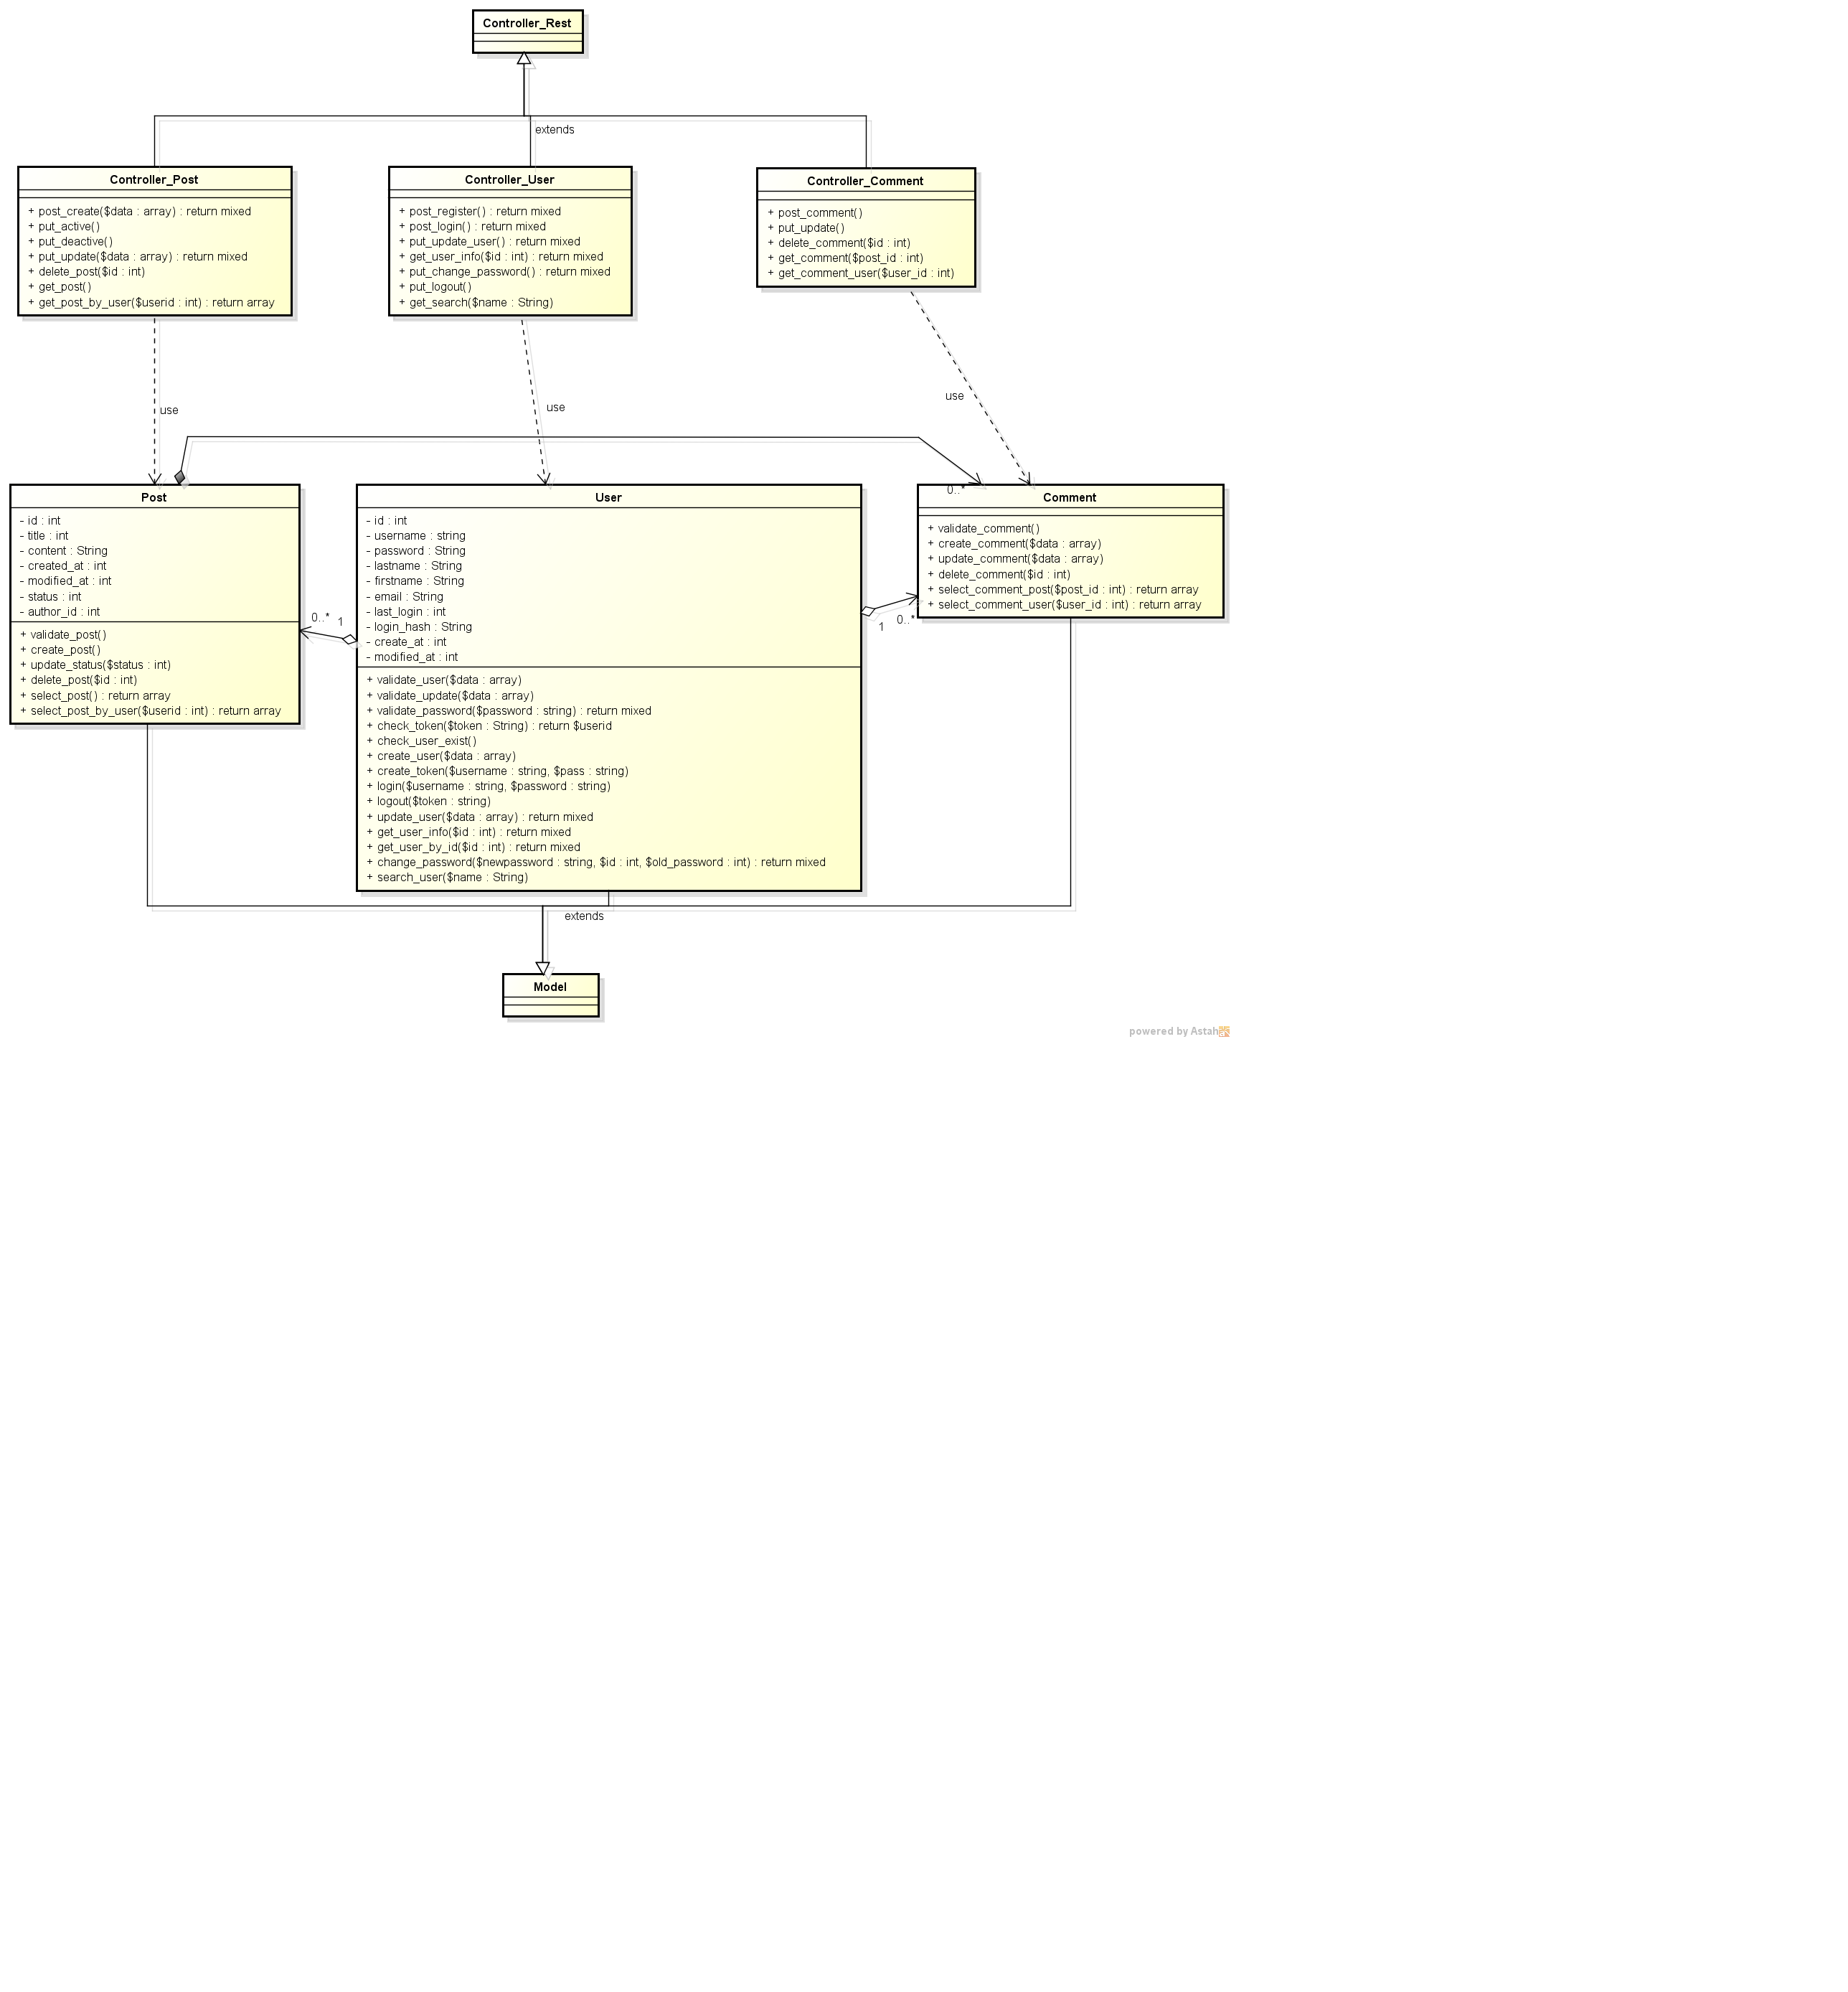 Controller_Rest
extends
Controller_Post
+ post_create($data : array) : return mixed
+ put_active()
+ put_deactive()
+ put_update($data : array) : return mixed
+ delete_post($id : int)
+ get_post()
+ get_post_by_user($userid : int) : return array
Controller_User
+ post_register() : return mixed
+ post_login() : return mixed
+ put_update_user() : return mixed
+ get_user_info($id : int) : return mixed
+ put_change_password() : return mixed
+ put_logout()
+ get_search($name : String)
Controller_Comment
+ post_comment()
+ put_update()
+ delete_comment($id : int)
+ get_comment($post_id : int)
+ get_comment_user($user_id : int)
use
use
use
0..*
Post
- id : int
- title : int
- content : String
- created_at : int
- modified_at : int
- status : int
- author_id : int
+ validate_post()
+ create_post()
+ update_status($status : int)
+ delete_post($id : int)
+ select_post() : return array
+ select_post_by_user($userid : int) : return array
0..*
1
User
- id : int
- username : string
- password : String
- lastname : String
- firstname : String
- email : String
- last_login : int
- login_hash : String
- create_at : int
- modified_at : int
+ validate_user($data : array)
+ validate_update($data : array)
+ validate_password($password : string) : return mixed
+ check_token($token : String) : return $userid
+ check_user_exist()
+ create_user($data : array)
+ create_token($username : string, $pass : string)
+ login($username : string, $password : string)
+ logout($token : string)
+ update_user($data : array) : return mixed
+ get_user_info($id : int) : return mixed
+ get_user_by_id($id : int) : return mixed
+ change_password($newpassword : string, $id : int, $old_password : int) : return mixed
+ search_user($name : String)
1
0..*
Comment
+ validate_comment()
+ create_comment($data : array)
+ update_comment($data : array)
+ delete_comment($id : int)
+ select_comment_post($post_id : int) : return array
+ select_comment_user($user_id : int) : return array
extends
Model
powered by Astah